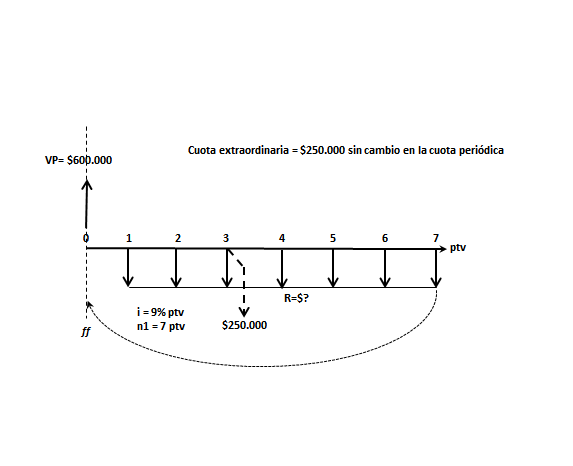 Cuota extraordinaria = $250.000 sin cambio en la cuota periódica
VP= $600.000
0 1 2 3 4 5 6 7 ptv
R=$?
i = 9% ptv
n1 = 7 ptv
$250.000
ff